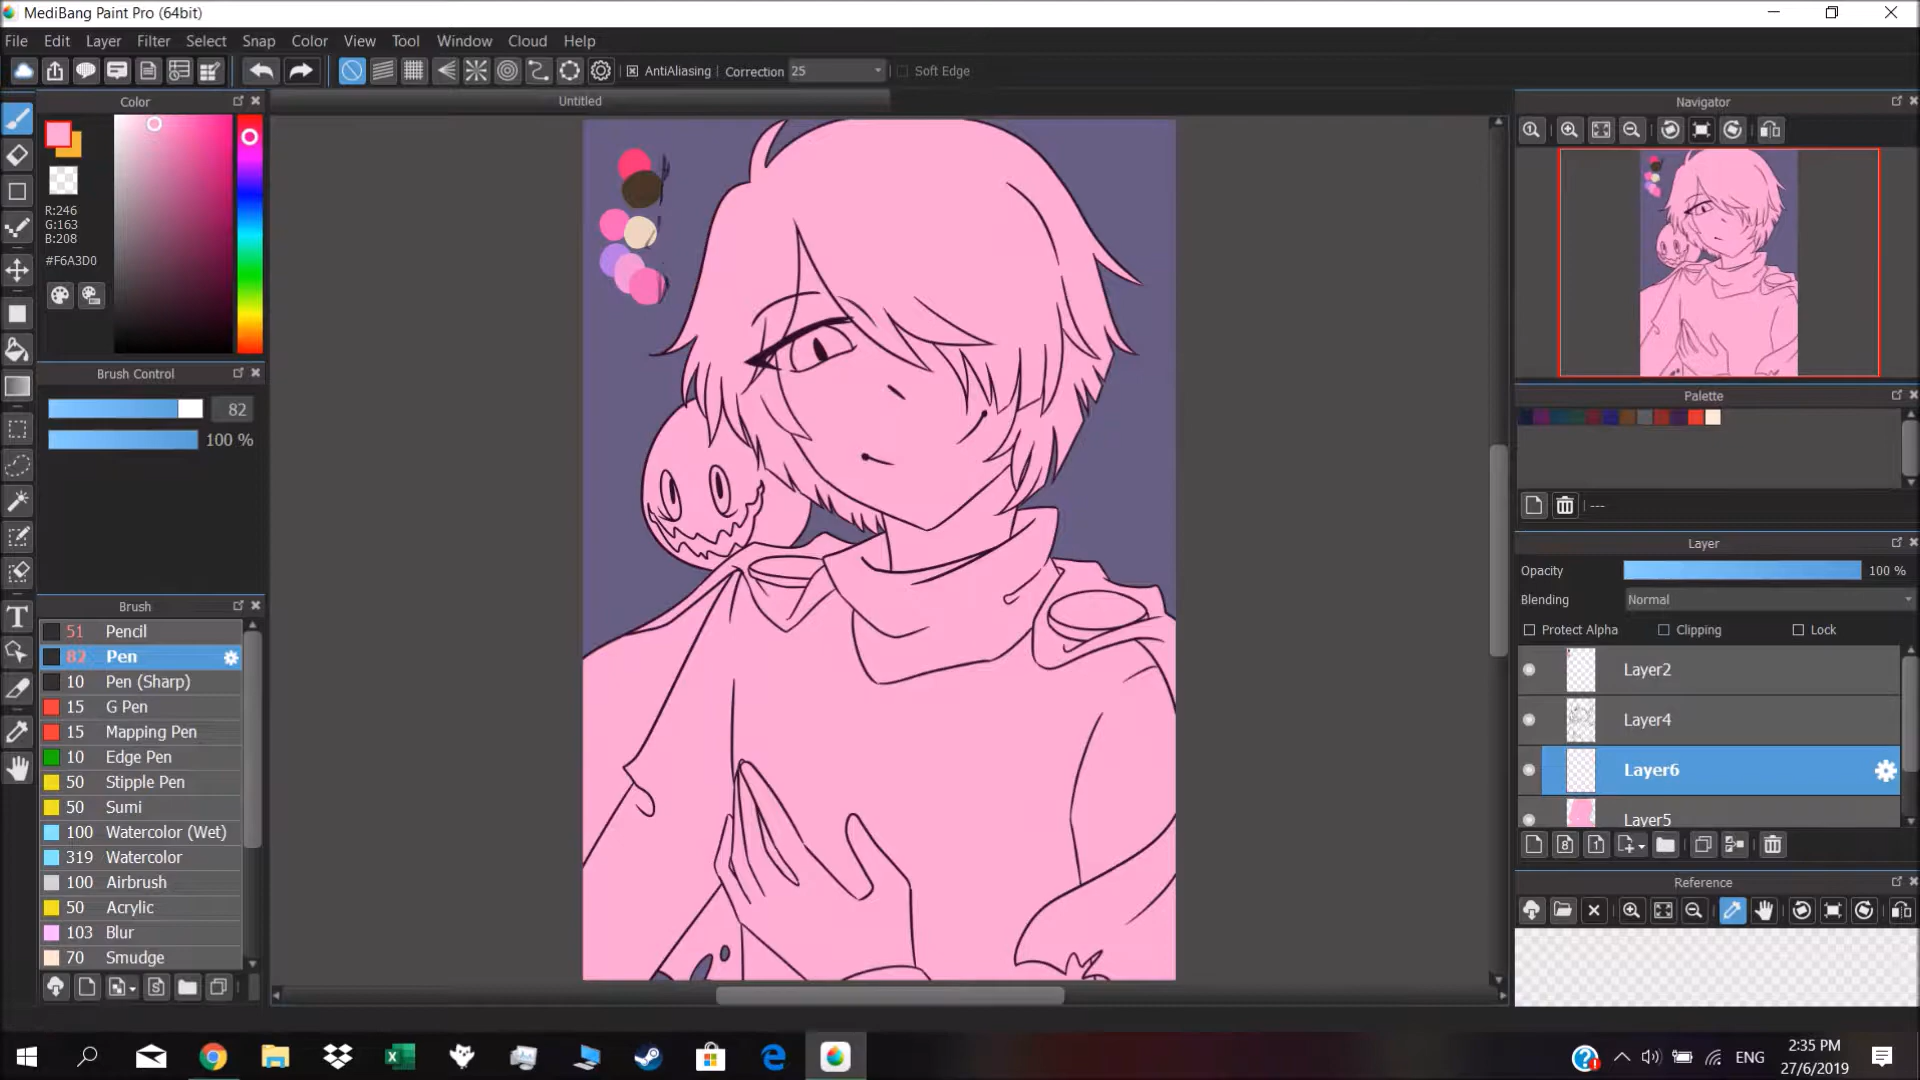 MediBang Paint Pro (64bit)
File Edit Layer Filter Select Snap Color View Tool Window Cloud Help
AntiAliasing Correction 25 Soft Edge
Color
Untitled
Navigator
R:246
G:163
B:208
#F6A3D0
Brush Control
82
100 %
Brush
51 Pencil
82 Pen
10 Pen (Sharp)
15 G Pen
15 Mapping Pen
10 Edge Pen
50 Stipple Pen
50 Sumi
100 Watercolor (Wet)
319 Watercolor
100 Airbrush
50 Acrylic
103 Blur
70 Smudge
Palette
---
Layer
Opacity 100 %
Blending Normal
Protect Alpha Clipping Lock
Layer2
Layer4
Layer6
Layer5
Reference
ENG
2:35 PM
27/6/2019